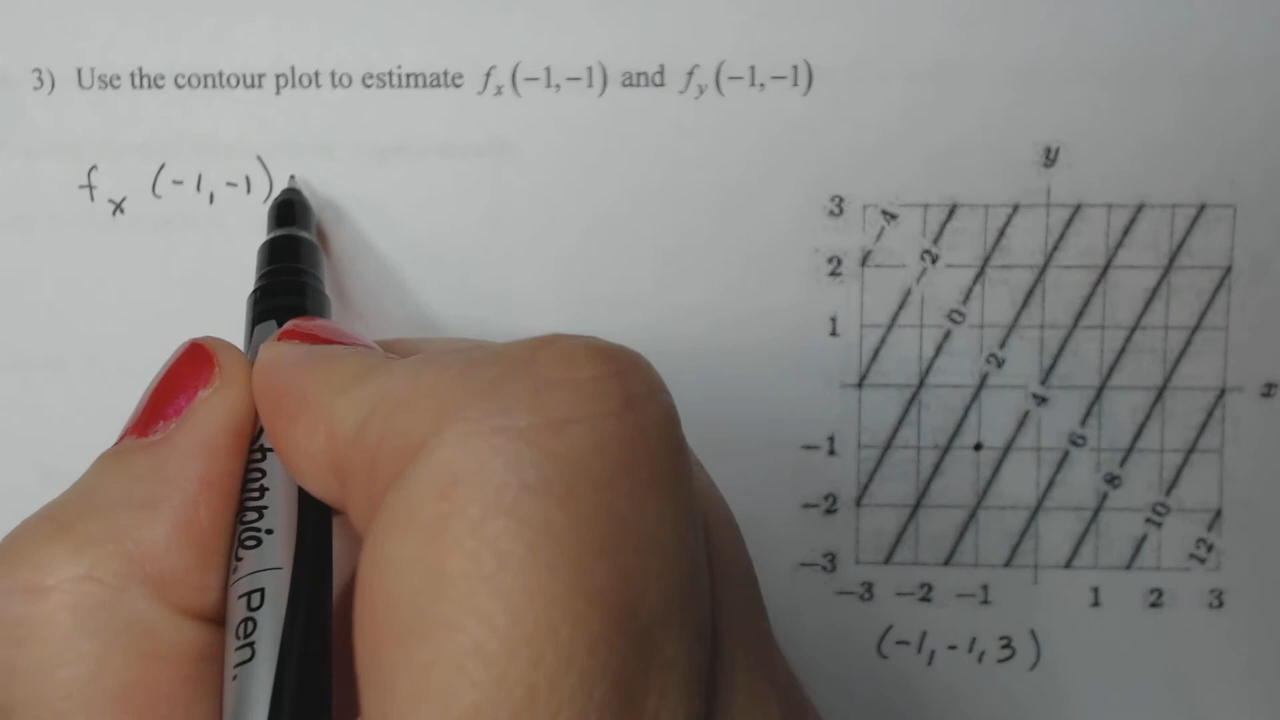 3) Use the contour plot to estimate fₓ(−1,−1) and f_y(−1,−1)
fₓ (-1,-1)
y
3
2
1
−1
−2
−3
−4
−2
0
2
4
6
8
10
12
x
−3 −2 −1 1 2 3
(-1,-1,3)
Sharpie. Pen.